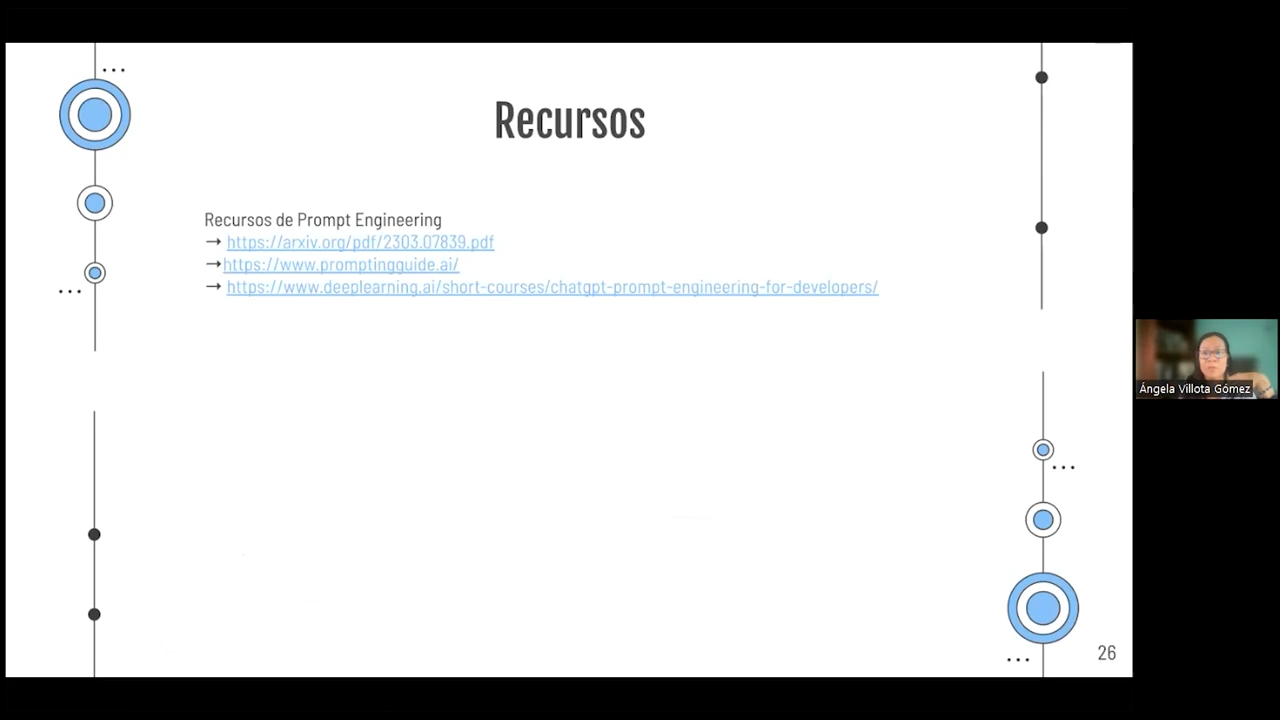 Recursos
Recursos de Prompt Engineering
→ https://arxiv.org/pdf/2303.07839.pdf
→https://www.promptingguide.ai/
→ https://www.deeplearning.ai/short-courses/chatgpt-prompt-engineering-for-developers/
Ángela Villota Gómez
26